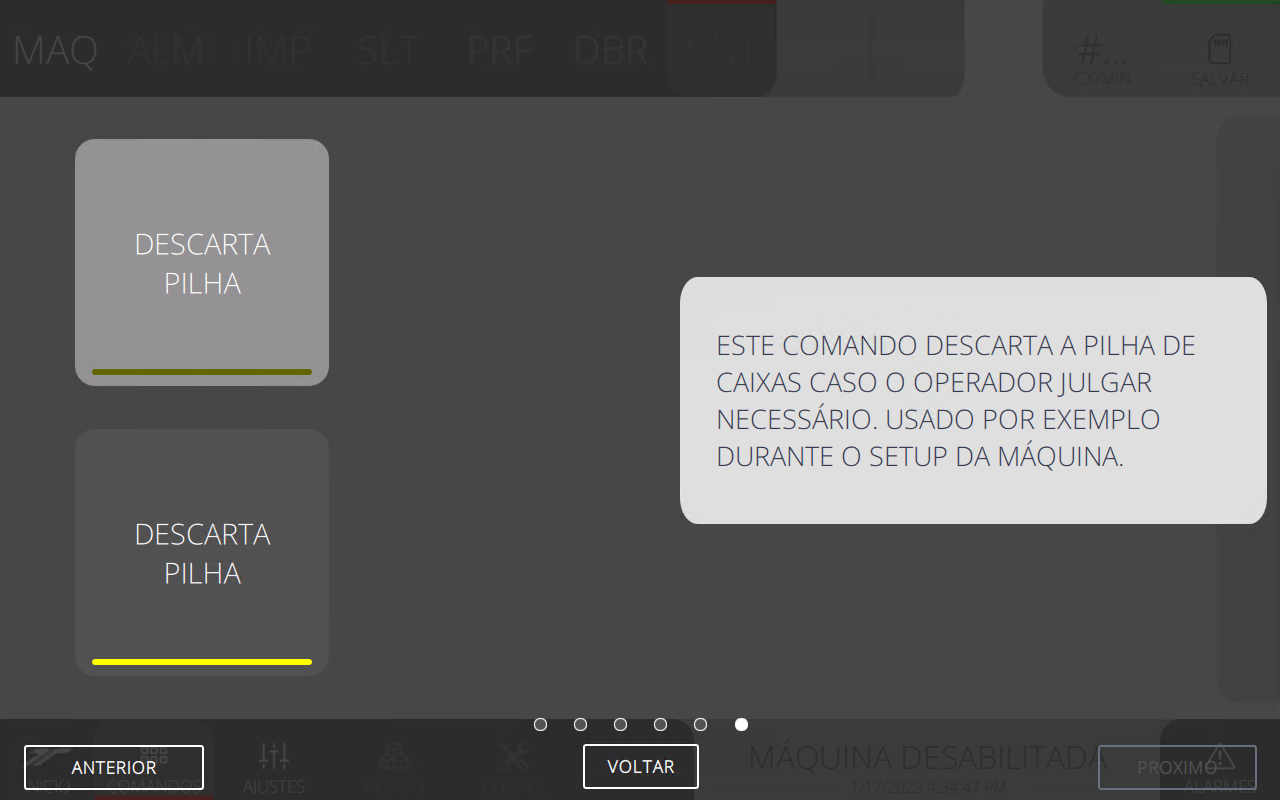 MAQ ALM IMP SLT PRF DBR CNT
#...
CX/MIN
SALVAR
DESCARTA
PILHA
ESTE COMANDO DESCARTA A PILHA DE
CAIXAS CASO O OPERADOR JULGAR
NECESSÁRIO. USADO POR EXEMPLO
DURANTE O SETUP DA MÁQUINA.
DESCARTA
PILHA
ANTERIOR
VOLTAR
PROXIMO
INICIO
COMANDOS
AJUSTES
PEDIDO
CONFIG
MÁQUINA DESABILITADA
1/17/2023 4:34:47 PM
ALARMES